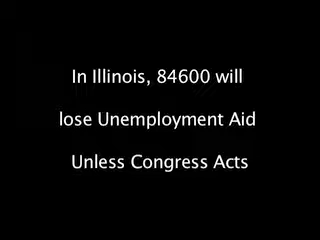 In Illinois, 84600 will
lose Unemployment Aid
Unless Congress Acts